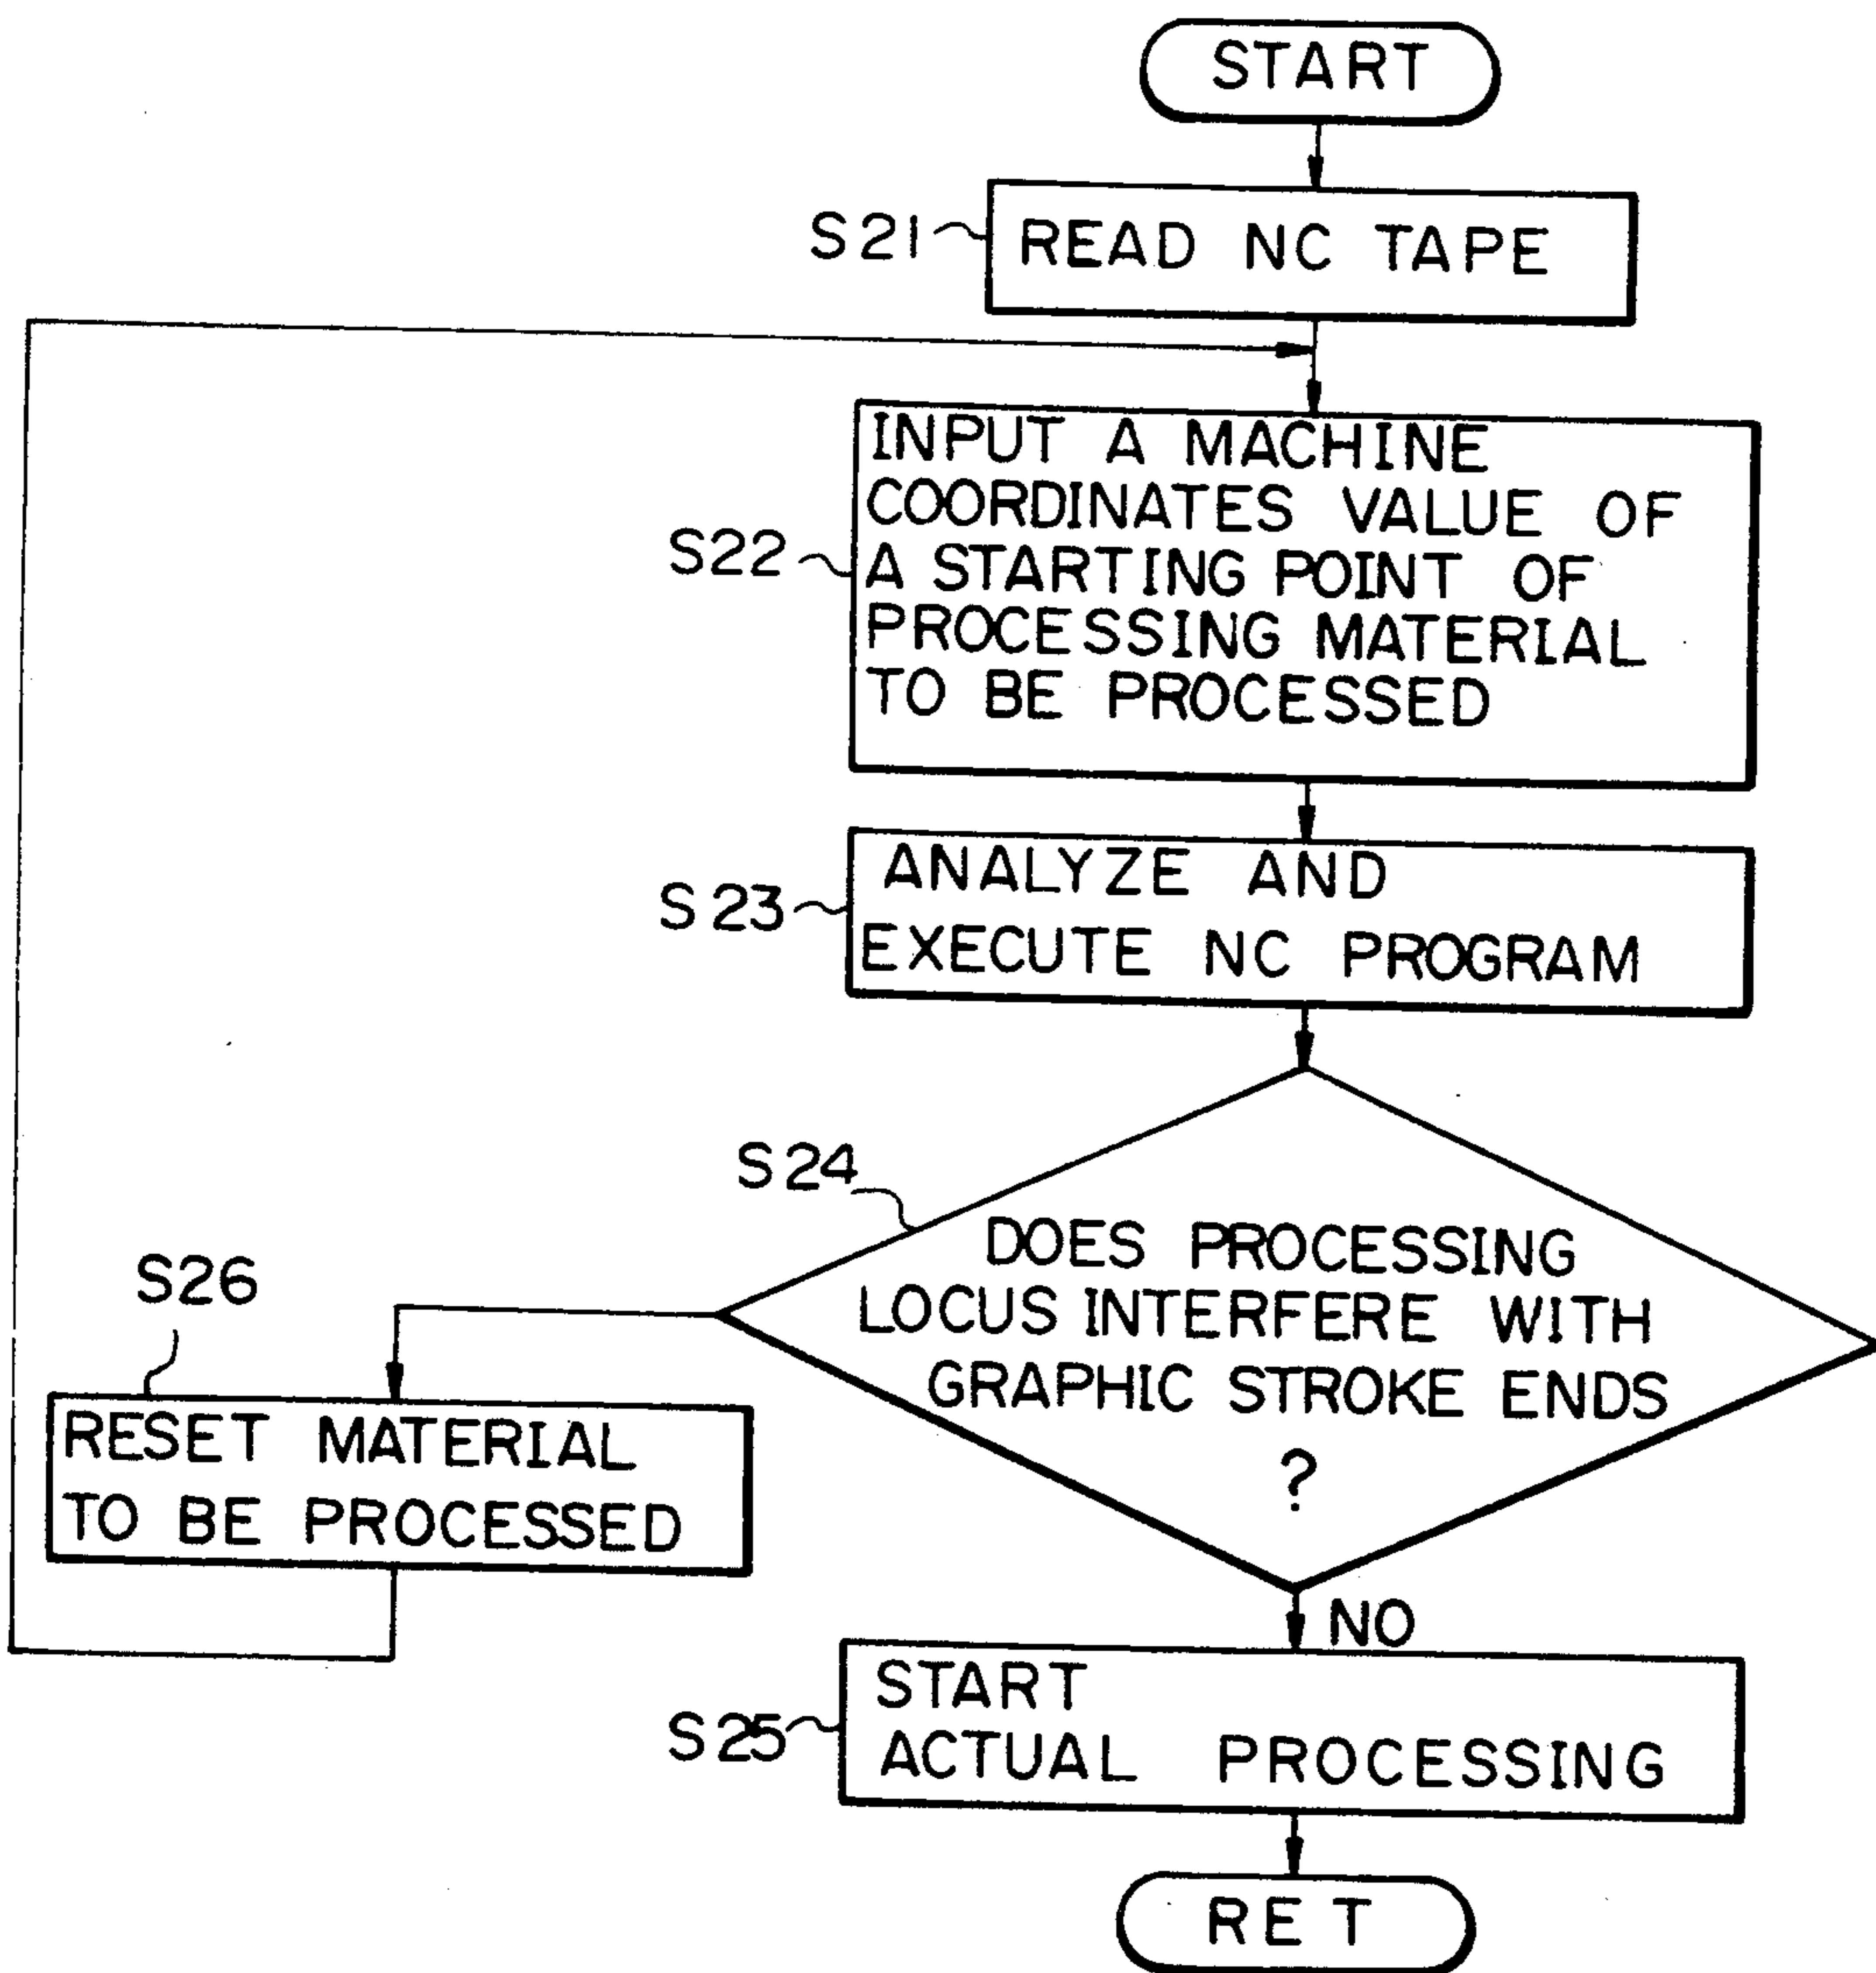 START
S21
READ NC TAPE
S22
INPUT A MACHINE
COORDINATES VALUE OF
A STARTING POINT OF
PROCESSING MATERIAL
TO BE PROCESSED
S23
ANALYZE AND
EXECUTE NC PROGRAM
S24
DOES PROCESSING
LOCUS INTERFERE WITH
GRAPHIC STROKE ENDS
?
S26
RESET MATERIAL
TO BE PROCESSED
NO
S25
START
ACTUAL PROCESSING
RET